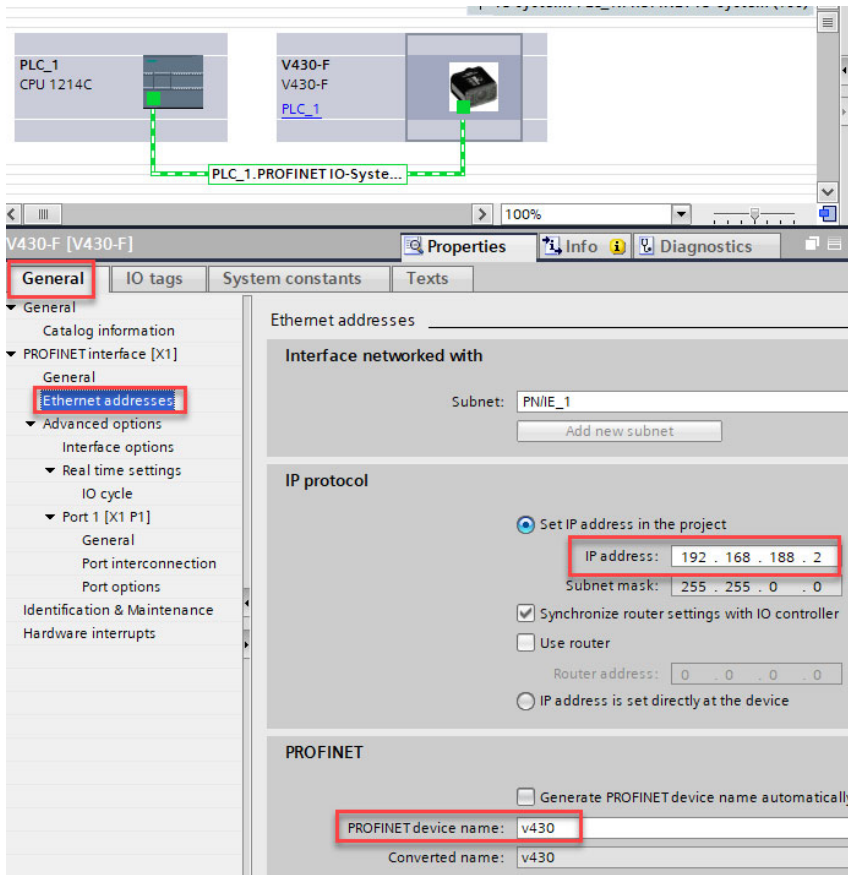 PLC_1
CPU 1214C
V430-F
V430-F
PLC_1
PLC_1.PROFINET IO-Syste...
100%
V430-F [V430-F]
Properties
Info
Diagnostics
General
IO tags
System constants
Texts
General
Catalog information
PROFINET interface [X1]
General
Ethernet addresses
Advanced options
Interface options
Real time settings
IO cycle
Port 1 [X1 P1]
General
Port interconnection
Port options
Identification & Maintenance
Hardware interrupts
Ethernet addresses
Interface networked with
Subnet: PN/IE_1
Add new subnet
IP protocol
Set IP address in the project
IP address: 192 . 168 . 188 . 2
Subnet mask: 255 . 255 . 0 . 0
Synchronize router settings with IO controller
Use router
Router address: 0 . 0 . 0 . 0
IP address is set directly at the device
PROFINET
Generate PROFINET device name automatically
PROFINET device name: v430
Converted name: v430